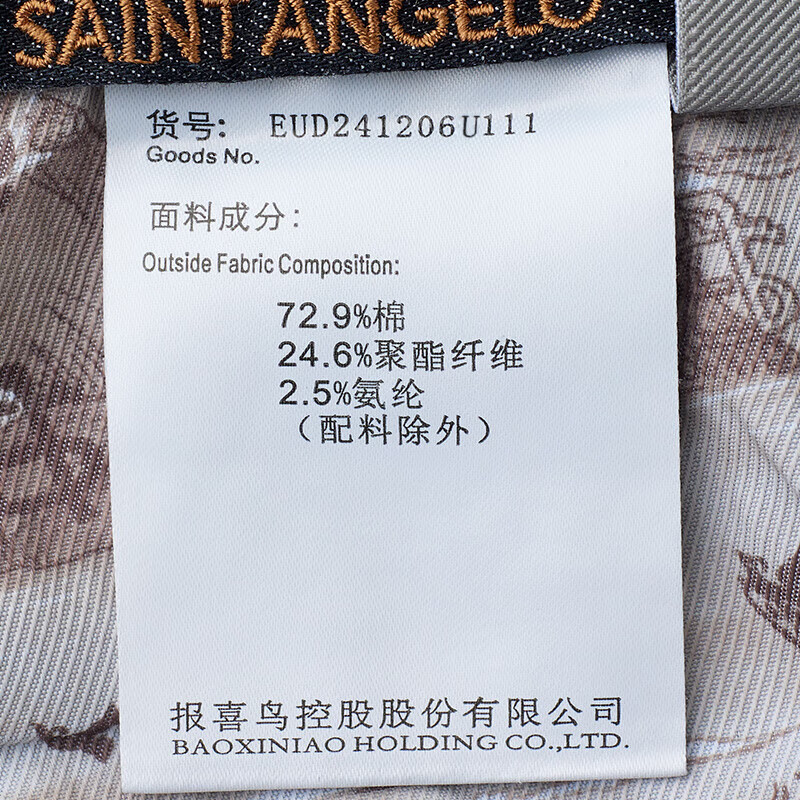 SAINT ANGELO
货号: EUD241206U111
Goods No.
面料成分:
Outside Fabric Composition:
72.9%棉
24.6%聚酯纤维
2.5%氨纶
（配料除外）
报喜鸟控股股份有限公司
BAOXINIAO HOLDING CO.,LTD.